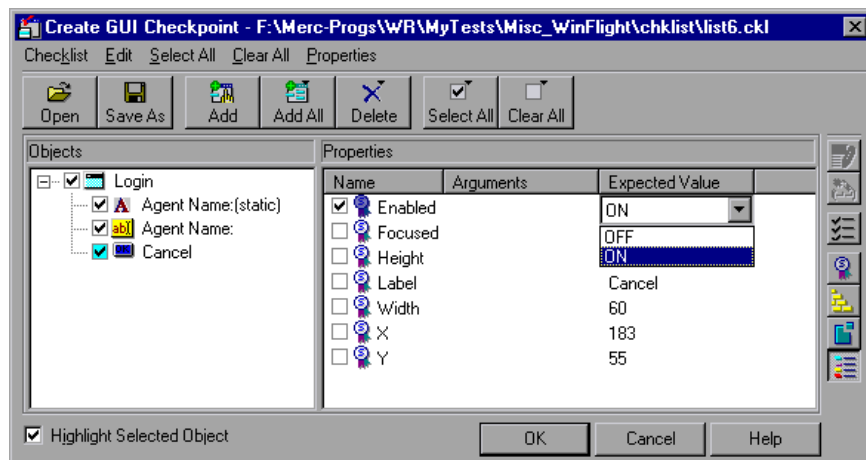 Create GUI Checkpoint - F:\Merc-Progs\WR\MyTests\Misc_WinFlight\chklist\list6.ckl
Checklist Edit Select All Clear All Properties
Open Save As Add Add All Delete Select All Clear All
Objects
Login
Agent Name:(static)
Agent Name:
Cancel
Properties
Name Arguments Expected Value
Enabled ON
Focused OFF
Height ON
Label Cancel
Width 60
X 183
Y 55
Highlight Selected Object
OK Cancel Help